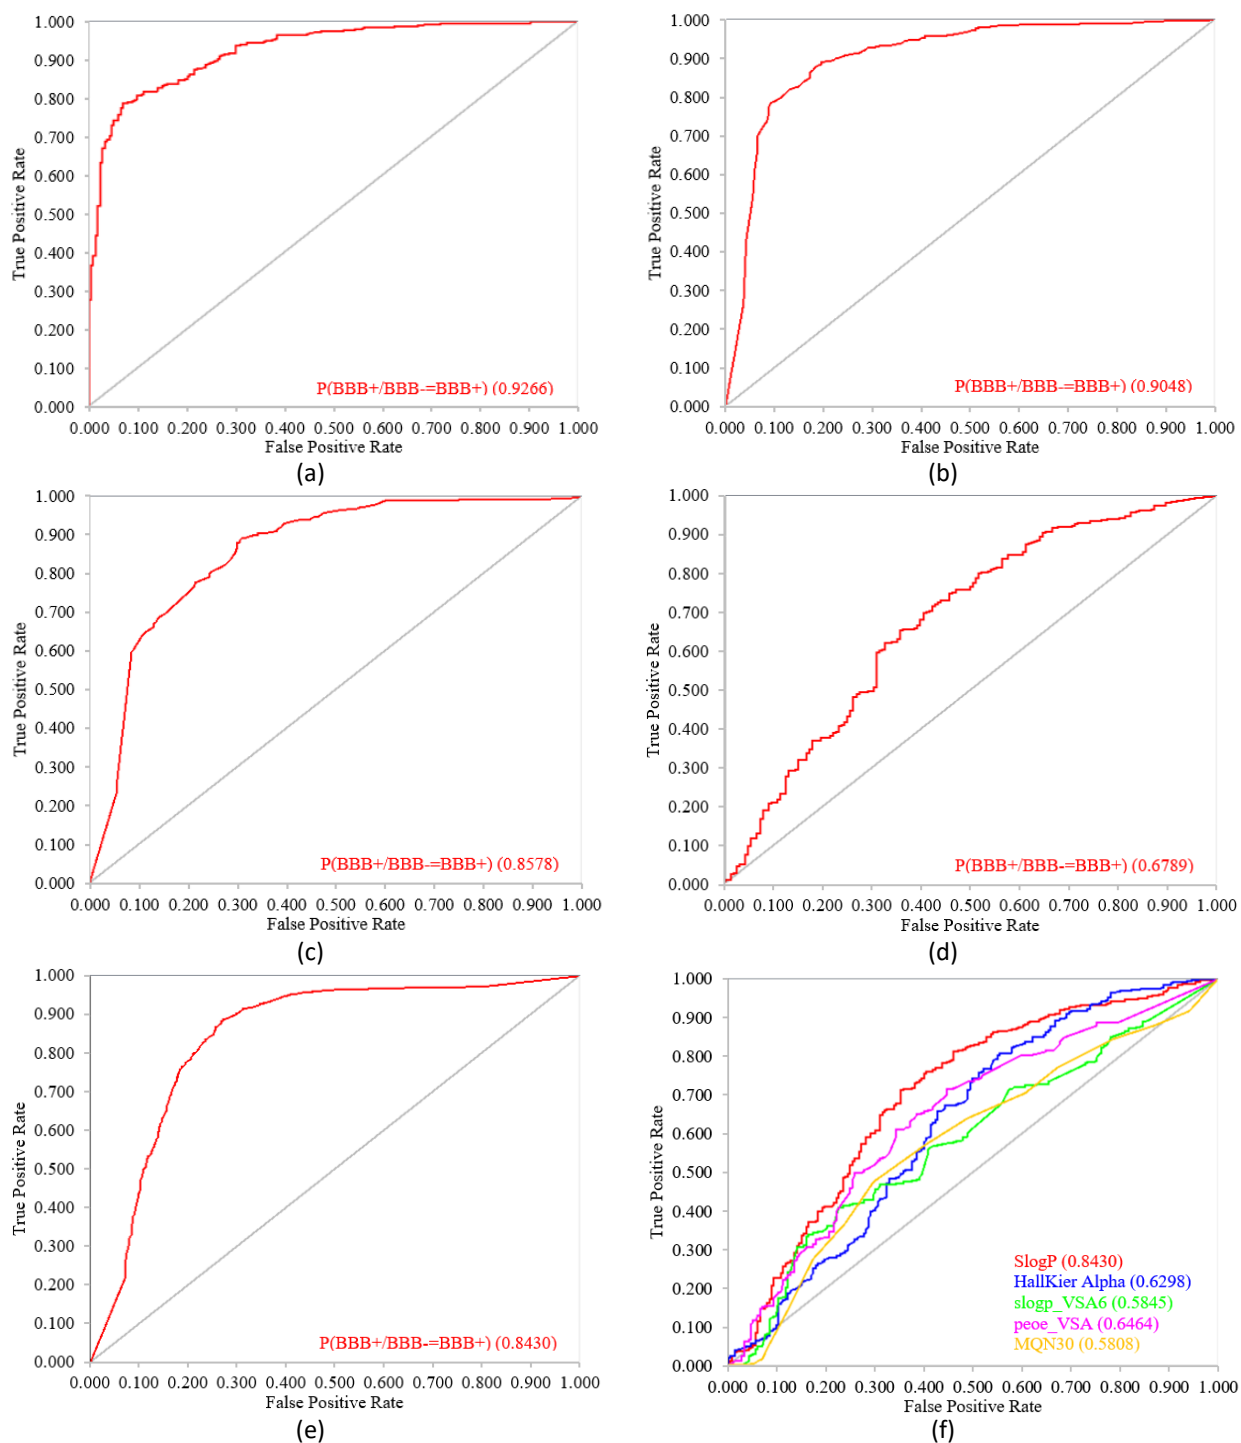 1.000
0.900
0.800
0.700
0.600
0.500
0.400
0.300
0.200
0.100
0.000
True Positive Rate
P(BBB+/BBB-=BBB+) (0.9266)
0.000 0.100 0.200 0.300 0.400 0.500 0.600 0.700 0.800 0.900 1.000
False Positive Rate
(a)
1.000
0.900
0.800
0.700
0.600
0.500
0.400
0.300
0.200
0.100
0.000
True Positive Rate
P(BBB+/BBB-=BBB+) (0.9048)
0.000 0.100 0.200 0.300 0.400 0.500 0.600 0.700 0.800 0.900 1.000
False Positive Rate
(b)
1.000
0.900
0.800
0.700
0.600
0.500
0.400
0.300
0.200
0.100
0.000
True Positive Rate
P(BBB+/BBB-=BBB+) (0.8578)
0.000 0.100 0.200 0.300 0.400 0.500 0.600 0.700 0.800 0.900 1.000
False Positive Rate
(c)
1.000
0.900
0.800
0.700
0.600
0.500
0.400
0.300
0.200
0.100
0.000
True Positive Rate
P(BBB+/BBB-=BBB+) (0.6789)
0.000 0.100 0.200 0.300 0.400 0.500 0.600 0.700 0.800 0.900 1.000
False Positive Rate
(d)
1.000
0.900
0.800
0.700
0.600
0.500
0.400
0.300
0.200
0.100
0.000
True Positive Rate
P(BBB+/BBB-=BBB+) (0.8430)
0.000 0.100 0.200 0.300 0.400 0.500 0.600 0.700 0.800 0.900 1.000
False Positive Rate
(e)
1.000
0.900
0.800
0.700
0.600
0.500
0.400
0.300
0.200
0.100
0.000
True Positive Rate
SlogP (0.8430)
HallKier Alpha (0.6298)
slogp_VSA6 (0.5845)
peoe_VSA (0.6464)
MQN30 (0.5808)
0.000 0.100 0.200 0.300 0.400 0.500 0.600 0.700 0.800 0.900 1.000
False Positive Rate
(f)